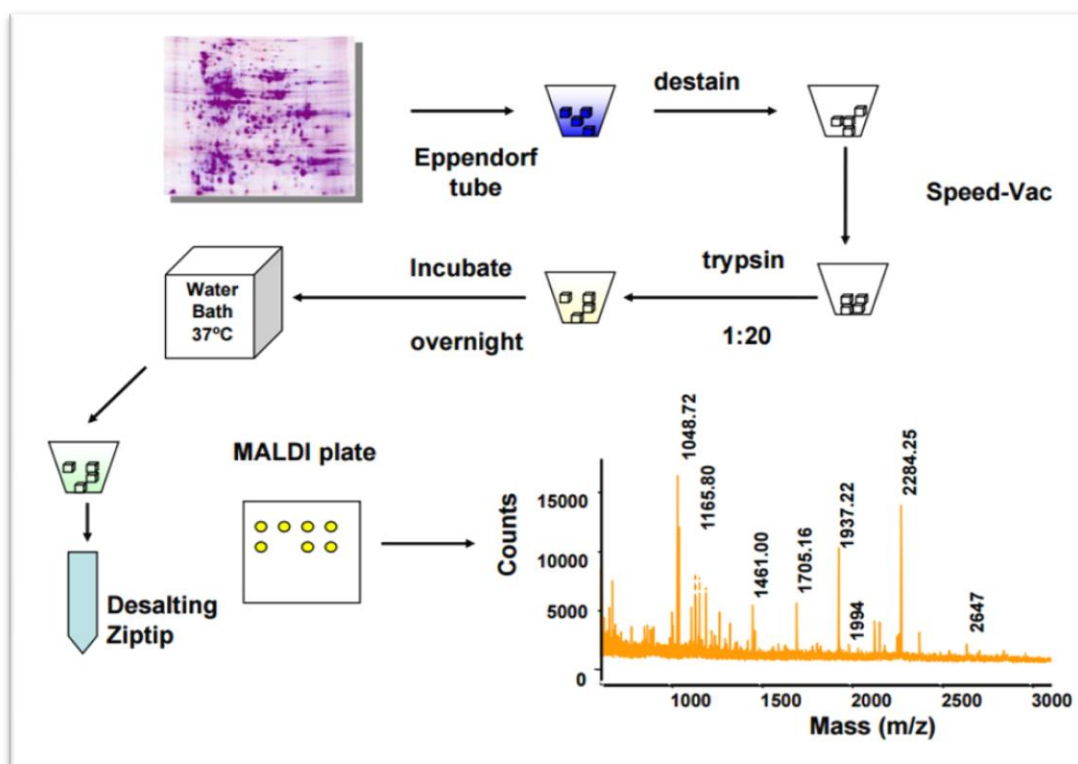 destain
Eppendorf
tube
Speed-Vac
trypsin
1:20
Incubate
overnight
Water
Bath
37ºC
MALDI plate
Desalting
Ziptip
Counts
15000
10000
5000
0
1048.72
1165.80
1461.00
1705.16
1937.22
1994
2284.25
2647
1000
1500
2000
2500
3000
Mass (m/z)